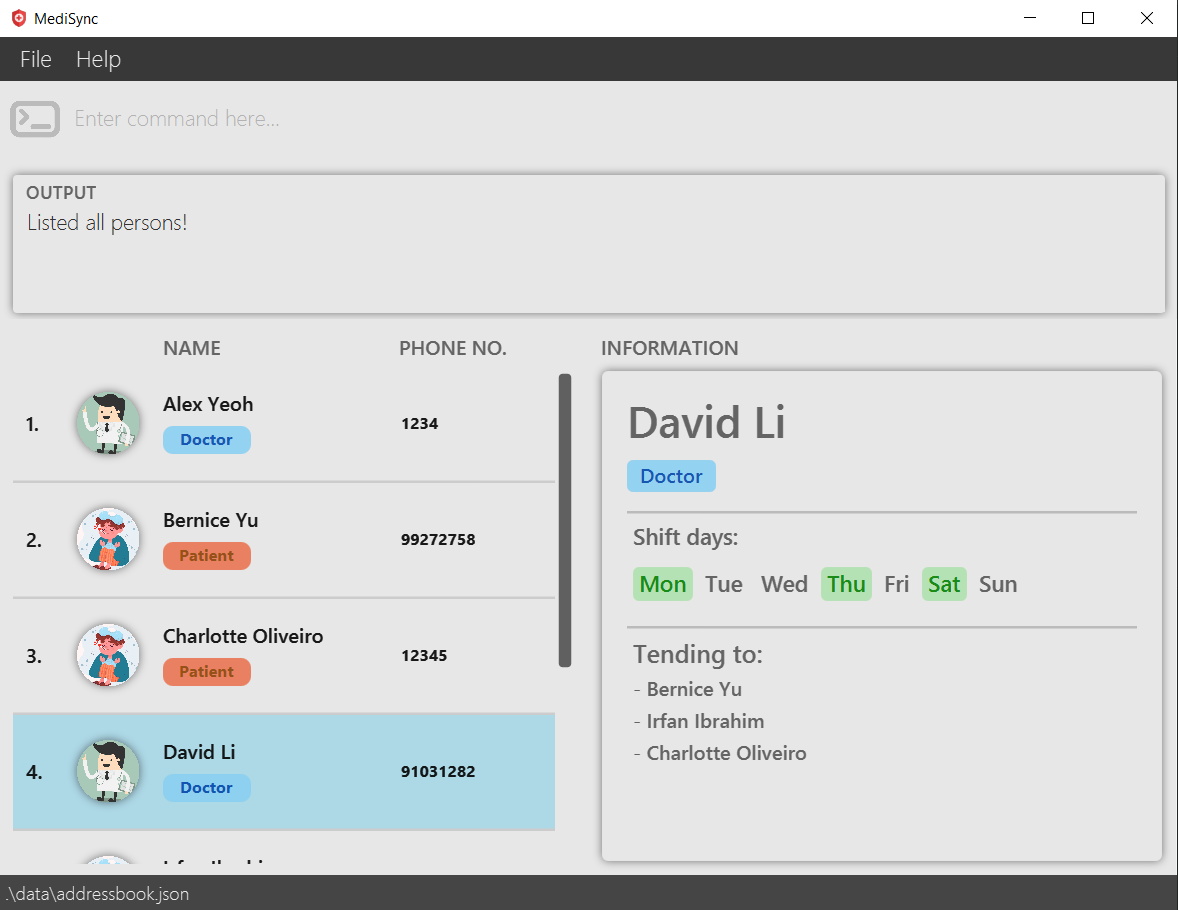 MediSync
File Help
Enter command here...
OUTPUT
Listed all persons!
NAME PHONE NO.
1. Alex Yeoh 1234
Doctor
2. Bernice Yu 99272758
Patient
3. Charlotte Oliveiro 12345
Patient
4. David Li 91031282
Doctor
INFORMATION
David Li
Doctor
Shift days:
Mon Tue Wed Thu Fri Sat Sun
Tending to:
- Bernice Yu
- Irfan Ibrahim
- Charlotte Oliveiro
.\data\addressbook.json